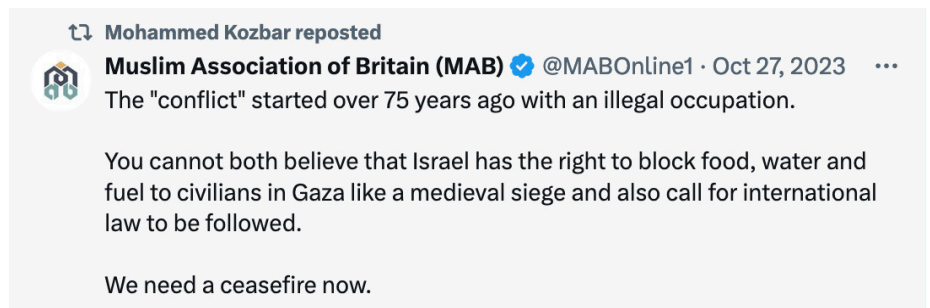 Mohammed Kozbar reposted
Muslim Association of Britain (MAB) @MABOnline1 · Oct 27, 2023 ···
The "conflict" started over 75 years ago with an illegal occupation.
You cannot both believe that Israel has the right to block food, water and
fuel to civilians in Gaza like a medieval siege and also call for international
law to be followed.
We need a ceasefire now.